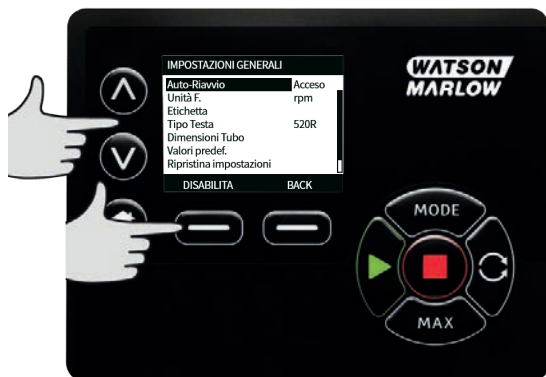 IMPOSTAZIONI GENERALI
Auto-Riavvio Acceso
Unità F. rpm
Etichetta
Tipo Testa 520R
Dimensioni Tubo
Valori predef.
Ripristina impostazioni
DISABILITA BACK
WATSON
MARLOW
MODE
MAX